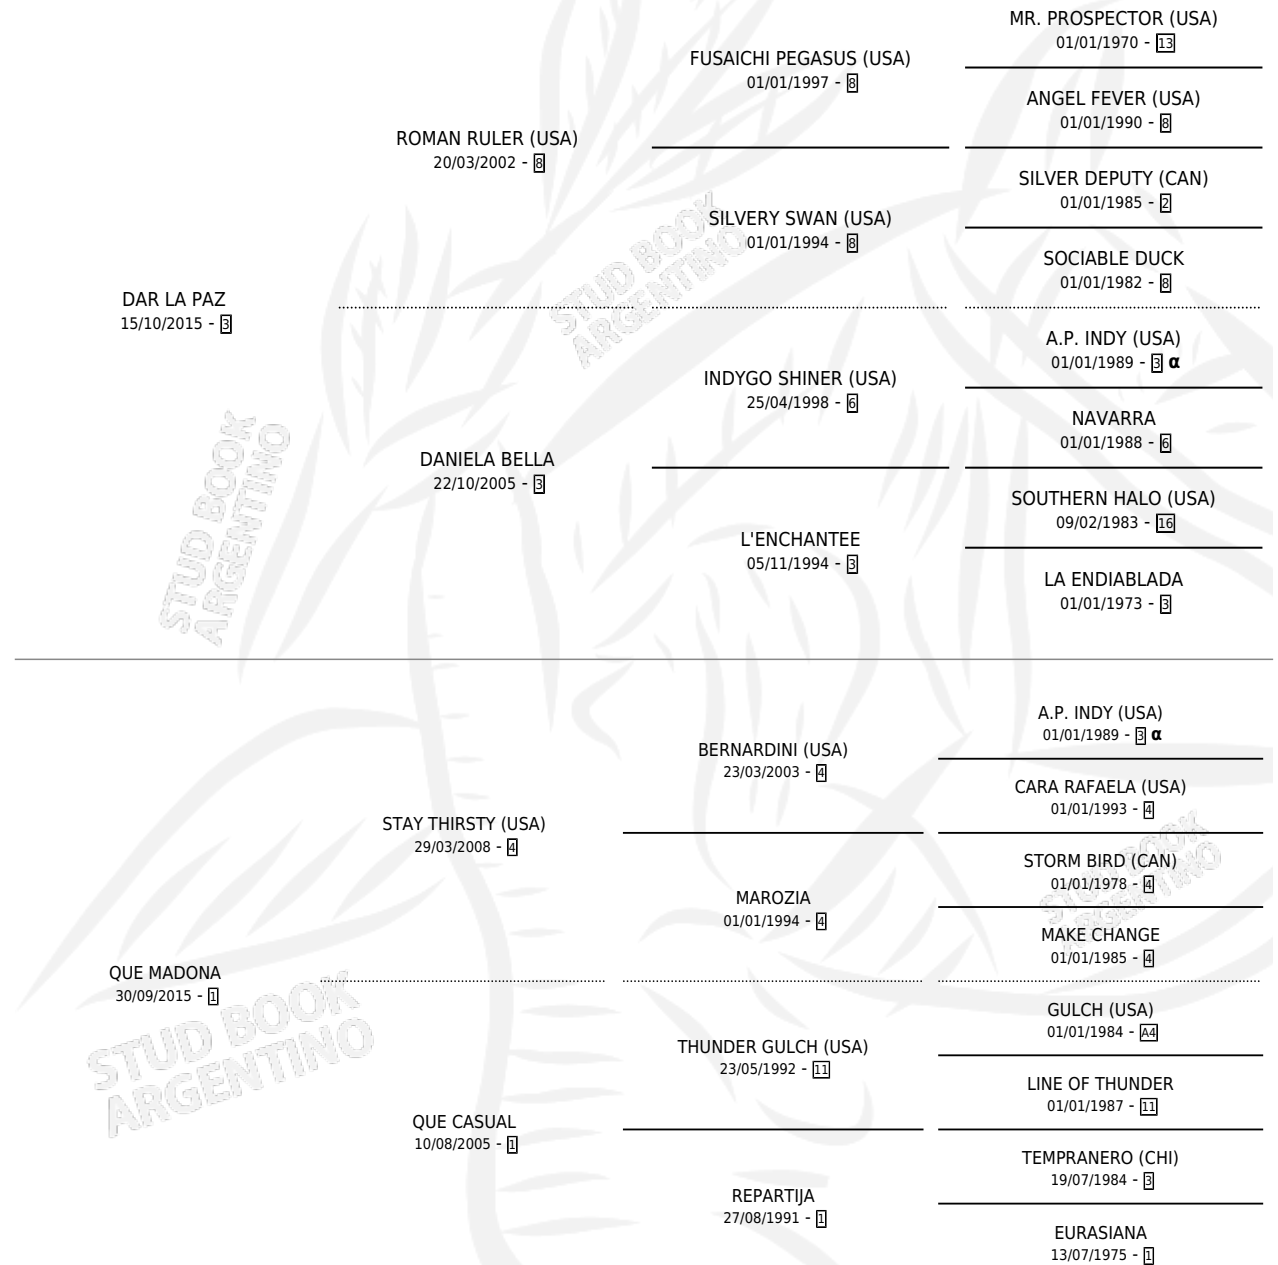 MR. PROSPECTOR (USA)
01/01/1970 - 13
FUSAICHI PEGASUS (USA)
01/01/1997 - 8
ANGEL FEVER (USA)
01/01/1990 - 8
ROMAN RULER (USA)
20/03/2002 - 8
SILVER DEPUTY (CAN)
01/01/1985 - 2
SILVERY SWAN (USA)
01/01/1994 - 8
SOCIABLE DUCK
01/01/1982 - 8
DAR LA PAZ
15/10/2015 - 3
A.P. INDY (USA)
01/01/1989 - 3 α
INDYGO SHINER (USA)
25/04/1998 - 6
NAVARRA
01/01/1988 - 6
DANIELA BELLA
22/10/2005 - 3
SOUTHERN HALO (USA)
09/02/1983 - 16
L'ENCHANTEE
05/11/1994 - 3
LA ENDIABLADA
01/01/1973 - 3
A.P. INDY (USA)
01/01/1989 - 3 α
BERNARDINI (USA)
23/03/2003 - 4
CARA RAFAELA (USA)
01/01/1993 - 4
STAY THIRSTY (USA)
29/03/2008 - 4
STORM BIRD (CAN)
01/01/1978 - 4
MAROZIA
01/01/1994 - 4
MAKE CHANGE
01/01/1985 - 4
QUE MADONA
30/09/2015 - 1
GULCH (USA)
01/01/1984 - A4
THUNDER GULCH (USA)
23/05/1992 - 11
LINE OF THUNDER
01/01/1987 - 11
QUE CASUAL
10/08/2005 - 1
TEMPRANERO (CHI)
19/07/1984 - 3
REPARTIJA
27/08/1991 - 1
EURASIANA
13/07/1975 - 1
STUD BOOK
ARGENTINO
STUD BOOK
ARGENTINO
STUD BOOK
ARGENTINO
STUD BOOK
ARGENTINO